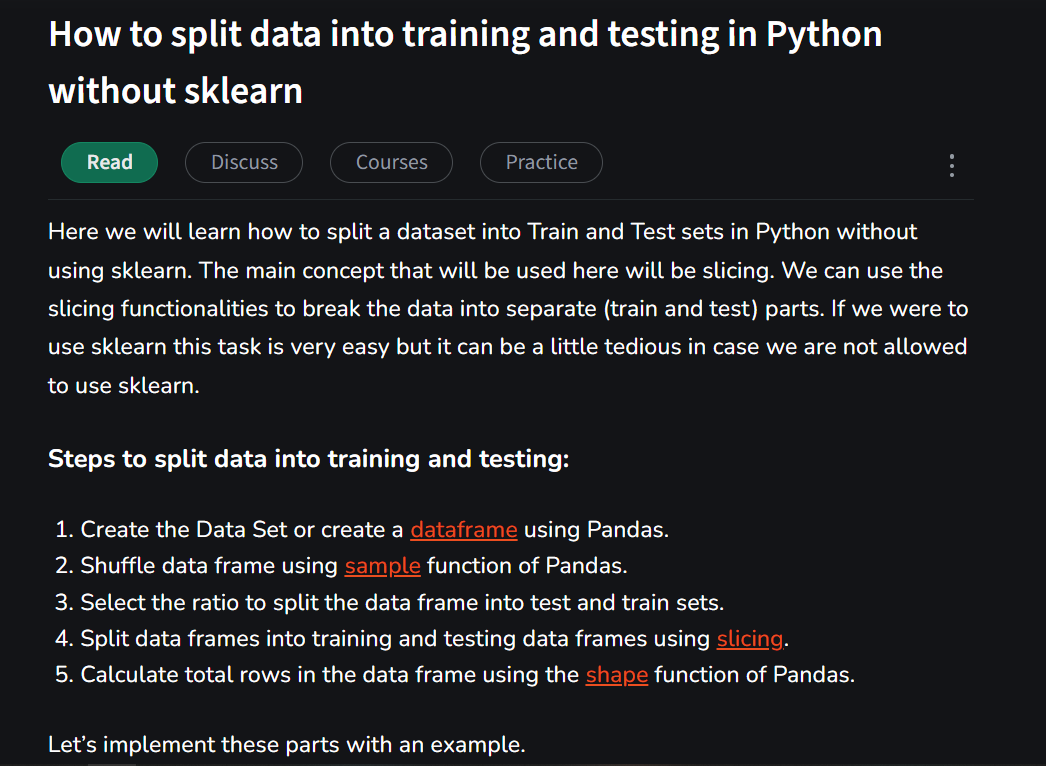 How to split data into training and testing in Python
without sklearn
Read Discuss Courses Practice
Here we will learn how to split a dataset into Train and Test sets in Python without
using sklearn. The main concept that will be used here will be slicing. We can use the
slicing functionalities to break the data into separate (train and test) parts. If we were to
use sklearn this task is very easy but it can be a little tedious in case we are not allowed
to use sklearn.
Steps to split data into training and testing:
1. Create the Data Set or create a dataframe using Pandas.
2. Shuffle data frame using sample function of Pandas.
3. Select the ratio to split the data frame into test and train sets.
4. Split data frames into training and testing data frames using slicing.
5. Calculate total rows in the data frame using the shape function of Pandas.
Let’s implement these parts with an example.